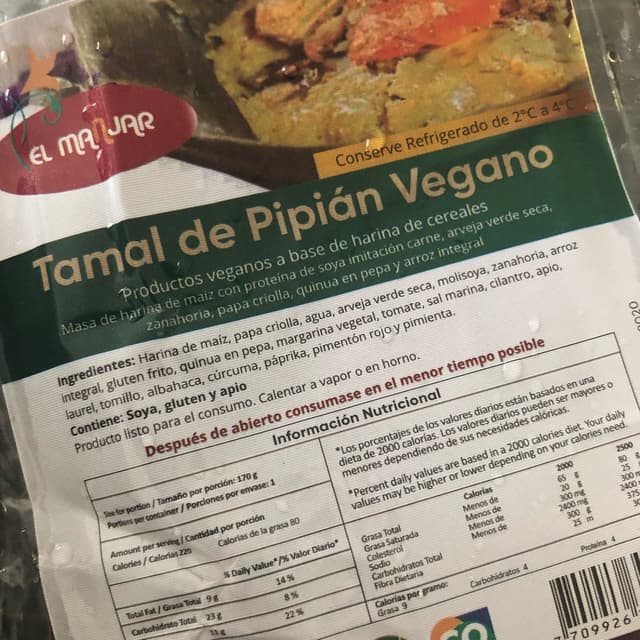 EL MANJAR
Conserve Refrigerado de 2°C a 4°C
Tamal de Pipián Vegano
Productos veganos a base de harina de cereales
Masa de harina de maíz con proteína de soya imitación carne, arveja verde seca,
zanahoria, papa criolla, quinua en pepa y arroz integral
Ingredientes: Harina de maíz, papa criolla, agua, arveja verde seca, molisoya, zanahoria, arroz
integral, gluten frito, quinua en pepa, margarina vegetal, tomate, sal marina, cilantro, apio,
laurel, tomillo, albahaca, cúrcuma, páprika, pimentón rojo y pimienta.
Contiene: Soya, gluten y apio
Producto listo para el consumo. Calentar a vapor o en horno.
Después de abierto consumase en el menor tiempo posible
Información Nutricional
Size for portion / Tamaño por porción: 170 g
Portions per container / Porciones por envase: 1
Amount per serving / Cantidad por porción
Calories / Calorías 220 Calorías de la grasa 80
% Daily Value*/% Valor Diario*
Total Fat / Grasa Total 9 g 14 %
8 %
Carbohidrato Total 23 g
11 g 22 %
*Los porcentajes de los valores diarios están basados en una
dieta de 2000 calorías. Los valores diarios pueden ser mayores o
menores dependiendo de sus necesidades calóricas.
*Percent daily values are based in a 2000 calories diet. Your daily
values may be higher or lower depending on your calories need.
Calorías 2000 2500
Grasa Total Menos de 65 g 80 g
Grasa Saturada Menos de 20 g 25 g
Colesterol Menos de 300 mg 300 m
Sodio Menos de 2400 mg 2400
Carbohidratos Total 300 g 375
Fibra Dietaria 25 m 30
Calorías por gramo:
Grasa 9 Carbohidratos 4 Proteína 4
709926